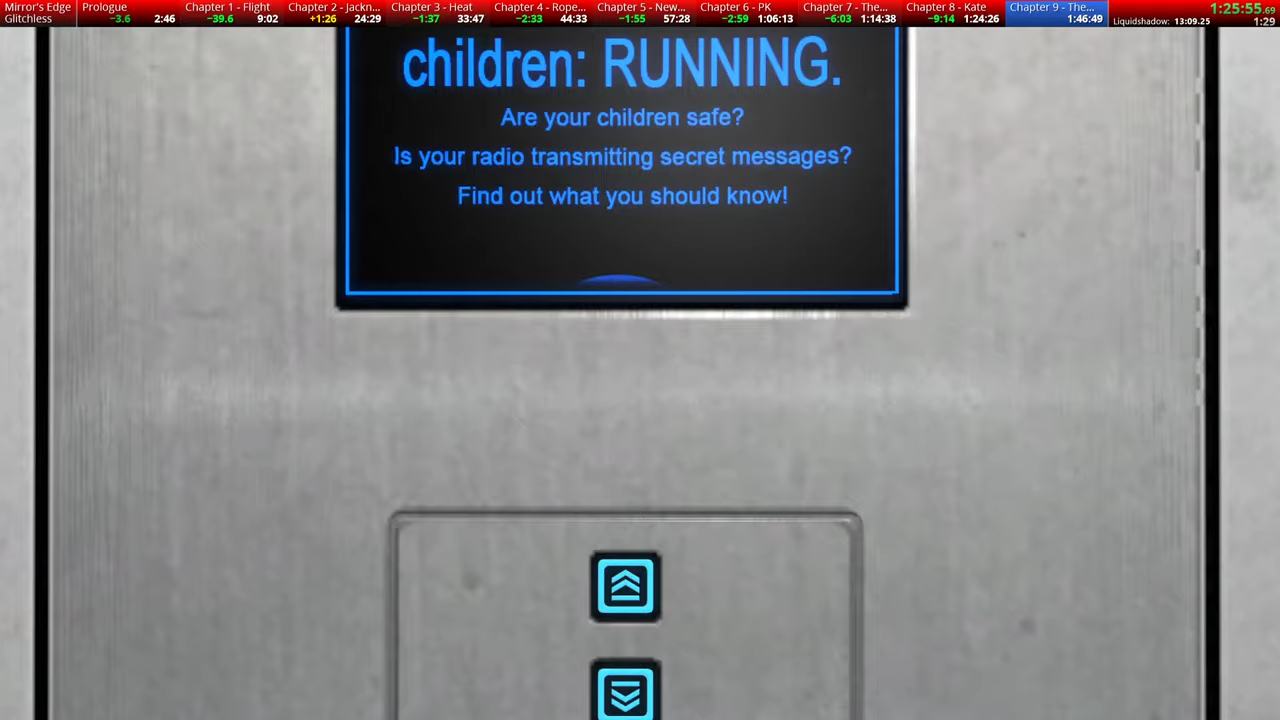 Mirror's Edge
Glitchless
Prologue
-3.6 2:46
Chapter 1 - Flight
-39.6 9:02
Chapter 2 - Jackn...
+1:26 24:29
Chapter 3 - Heat
-1:37 33:47
Chapter 4 - Rope...
-2:33 44:33
Chapter 5 - New...
-1:55 57:28
Chapter 6 - PK
-2:59 1:06:13
Chapter 7 - The...
-6:03 1:14:38
Chapter 8 - Kate
-9:14 1:24:26
Chapter 9 - The...
1:46:49
1:25:55.69
Liquidshadow: 13:09.25 1:29
children: RUNNING.
Are your children safe?
Is your radio transmitting secret messages?
Find out what you should know!